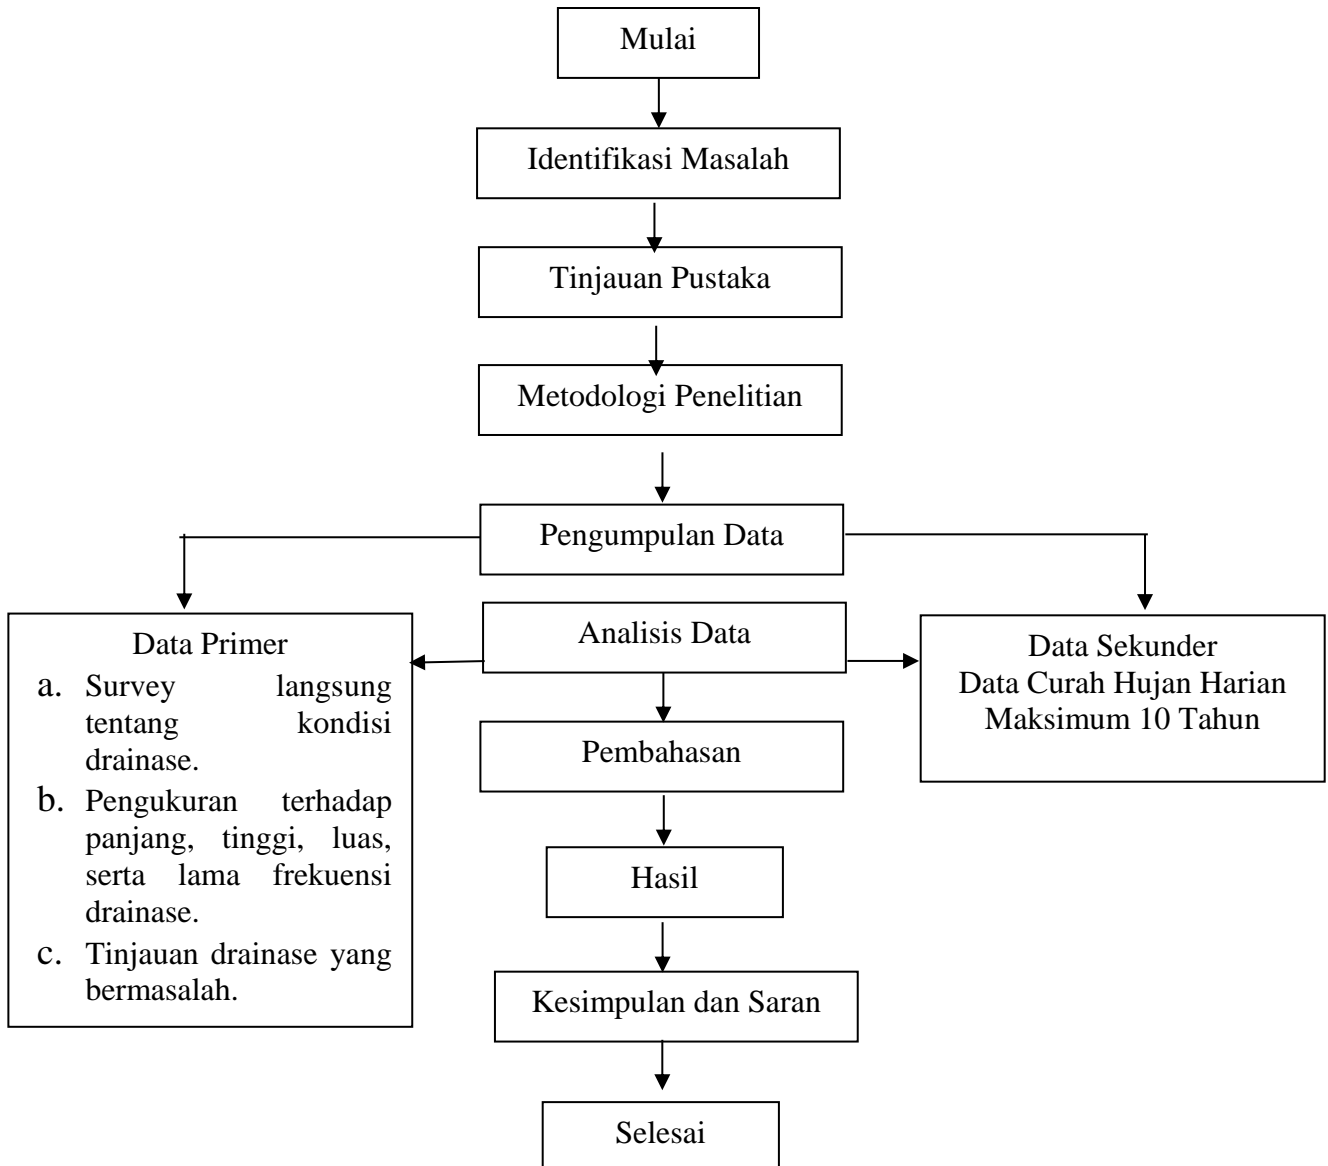 Mulai
Identifikasi Masalah
Tinjauan Pustaka
Metodologi Penelitian
Pengumpulan Data
Data Primer
a. Survey langsung
tentang kondisi
drainase.
b. Pengukuran terhadap
panjang, tinggi, luas,
serta lama frekuensi
drainase.
c. Tinjauan drainase yang
bermasalah.
Analisis Data
Data Sekunder
Data Curah Hujan Harian
Maksimum 10 Tahun
Pembahasan
Hasil
Kesimpulan dan Saran
Selesai